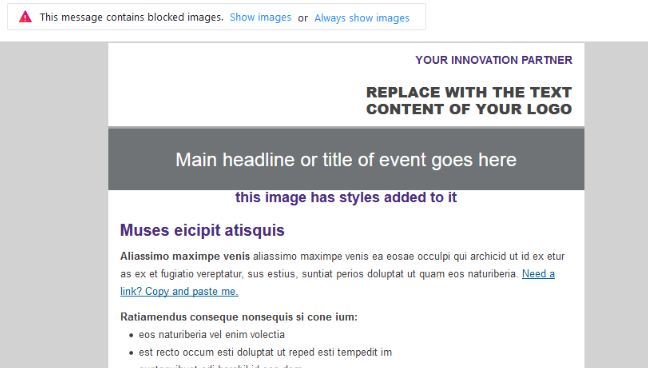 This message contains blocked images. Show images or Always show images
YOUR INNOVATION PARTNER
REPLACE WITH THE TEXT
CONTENT OF YOUR LOGO
Main headline or title of event goes here
this image has styles added to it
Muses eicipit atisquis
Aliassimo maximpe venis aliassimo maximpe venis ea eosae occulpi qui archicid ut id ex etur
as ex et fugiatio vereptatur, sus estius, suntiat perios doluptat ut quam eos naturiberia. Need a
link? Copy and paste me.
Ratiamendus conseque nonsequis si cone ium:
• eos naturiberia vel enim volectia
• est recto occum esti doluptat ut reped esti tempedit im